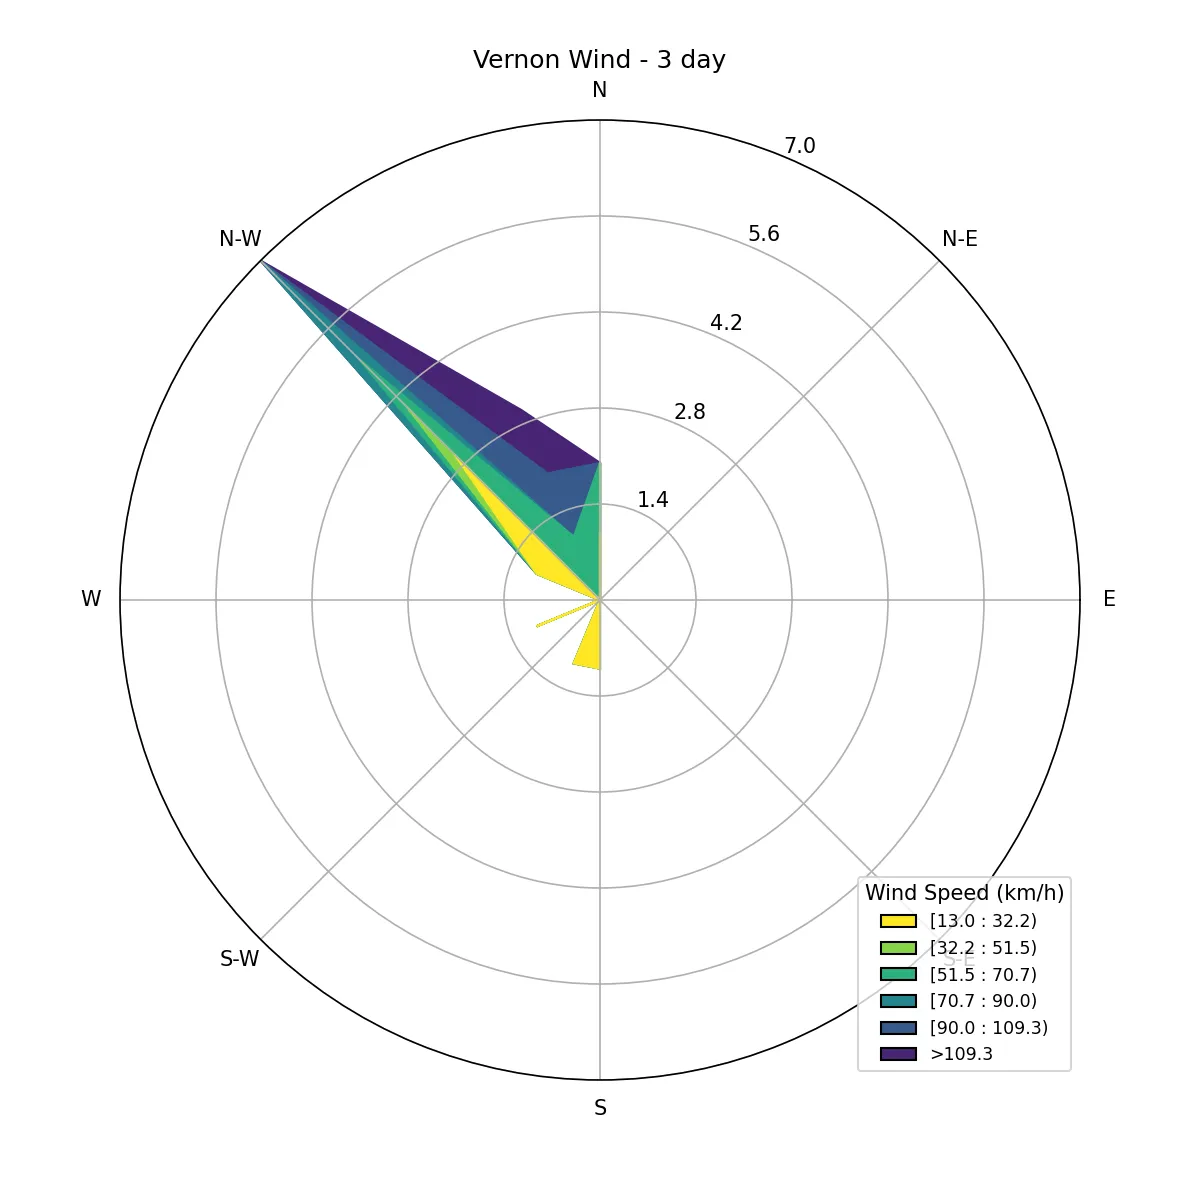 Vernon Wind - 3 day
N
7.0
N-W
5.6
N-E
4.2
2.8
1.4
W
E
Wind Speed (km/h)
[13.0 : 32.2)
[32.2 : 51.5)
S-W
S-E
[51.5 : 70.7)
[70.7 : 90.0)
[90.0 : 109.3)
>109.3
S